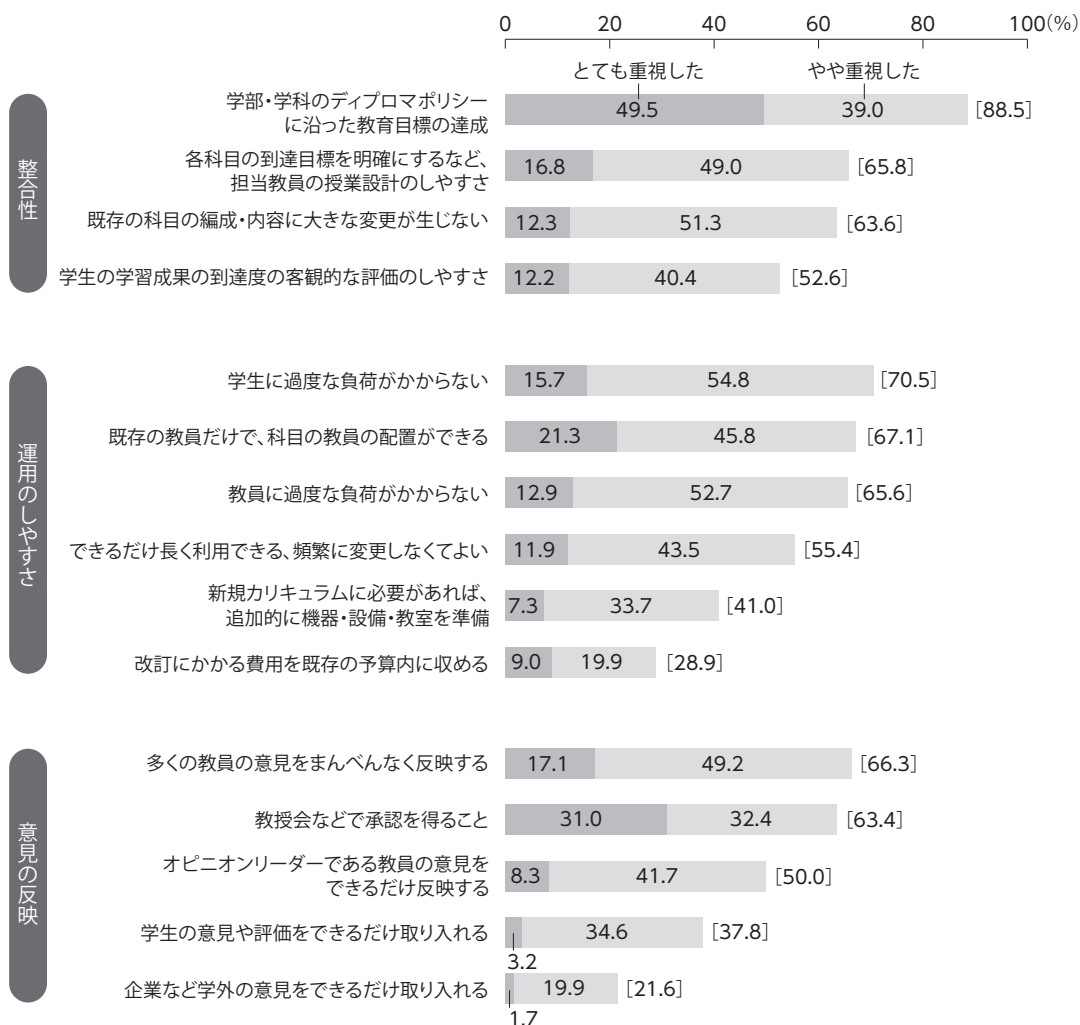 0 20 40 60 80 100(%)
とても重視した やや重視した
整合性
学部・学科のディプロマポリシー
に沿った教育目標の達成
49.5 39.0 [88.5]
各科目の到達目標を明確にするなど、
担当教員の授業設計のしやすさ
16.8 49.0 [65.8]
既存の科目の編成・内容に大きな変更が生じない 12.3 51.3 [63.6]
学生の学習成果の到達度の客観的な評価のしやすさ 12.2 40.4 [52.6]
運用のしやすさ
学生に過度な負荷がかからない 15.7 54.8 [70.5]
既存の教員だけで、科目の教員の配置ができる 21.3 45.8 [67.1]
教員に過度な負荷がかからない 12.9 52.7 [65.6]
できるだけ長く利用できる、頻繁に変更しなくてよい 11.9 43.5 [55.4]
新規カリキュラムに必要があれば、
追加的に機器・設備・教室を準備
7.3 33.7 [41.0]
改訂にかかる費用を既存の予算内に収める 9.0 19.9 [28.9]
意見の反映
多くの教員の意見をまんべんなく反映する 17.1 49.2 [66.3]
教授会などで承認を得ること 31.0 32.4 [63.4]
オピニオンリーダーである教員の意見を
できるだけ反映する
8.3 41.7 [50.0]
学生の意見や評価をできるだけ取り入れる 34.6 [37.8]
3.2
企業など学外の意見をできるだけ取り入れる 19.9 [21.6]
1.7